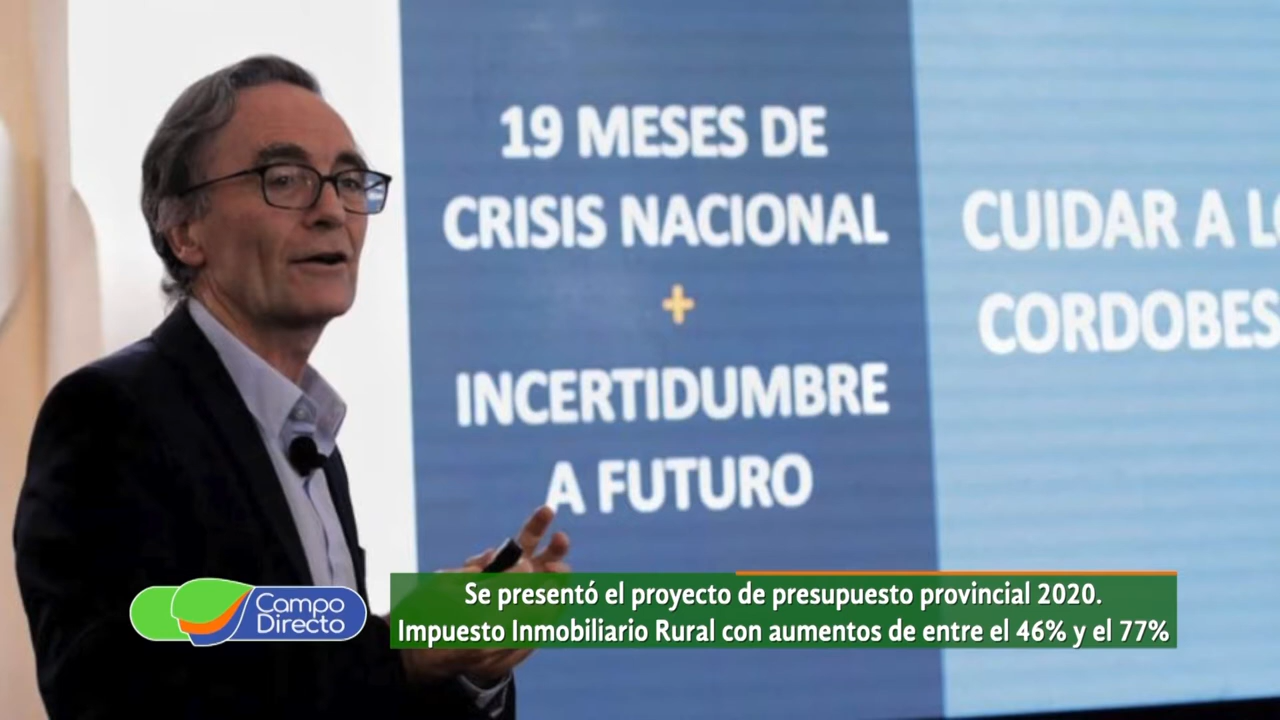 19 MESES DE
CRISIS NACIONAL
+
INCERTIDUMBRE
A FUTURO
CUIDAR A
CORDOBES
Campo
Directo
Se presentó el proyecto de presupuesto provincial 2020.
Impuesto Inmobiliario Rural con aumentos de entre el 46% y el 77%